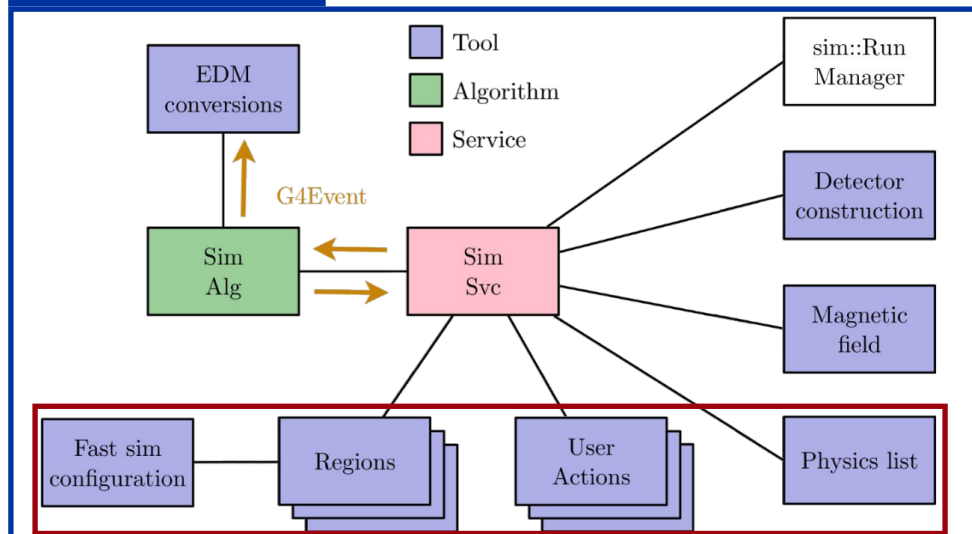 EDM
conversions
Tool
Algorithm
Service
sim::Run
Manager
Detector
construction
G4Event
Sim
Alg
Sim
Svc
Magnetic
field
Fast sim
configuration
Regions
User
Actions
Physics list